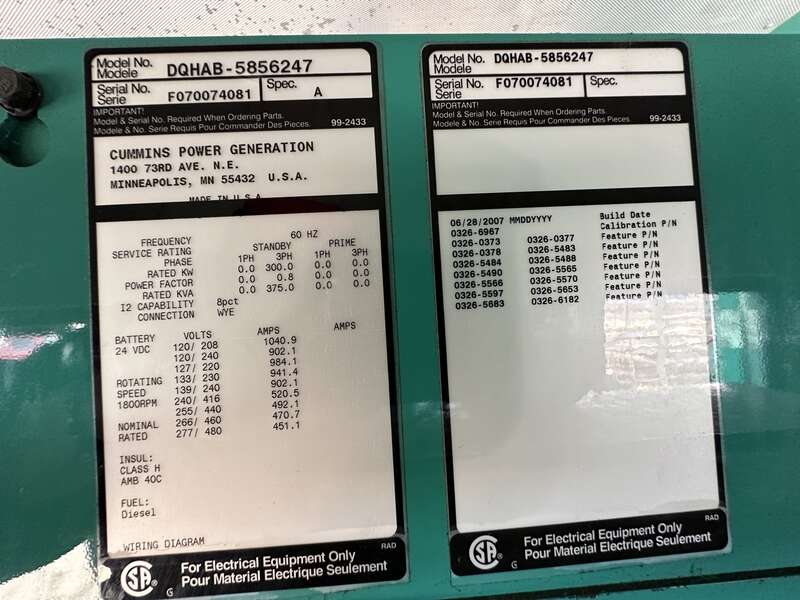 Model No.
Modele
DQHAB-5856247
Serial No.
Serie
F070074081
Spec.
A
IMPORTANT!
Model & Serial No. Required When Ordering Parts.
Modele & No. Serie Requis Pour Commander Des Pieces.
99-2433
CUMMINS POWER GENERATION
1400 73RD AVE. N.E.
MINNEAPOLIS, MN 55432 U.S.A.
MADE IN U.S.A.
FREQUENCY 60 HZ
SERVICE RATING STANDBY PRIME
PHASE 1PH 3PH 1PH 3PH
RATED KW 0.0 300.0 0.0 0.0
POWER FACTOR 0.0 0.8 0.0 0.0
RATED KVA 0.0 375.0 0.0 0.0
I2 CAPABILITY 8pct
CONNECTION WYE
BATTERY VOLTS AMPS AMPS
24 VDC 120/ 208 1040.9
120/ 240 902.1
127/ 220 984.1
ROTATING 133/ 230 941.4
SPEED 139/ 240 902.1
1800RPM 240/ 416 520.5
255/ 440 492.1
NOMINAL 266/ 460 470.7
RATED 277/ 480 451.1
INSUL:
CLASS H
AMB 40C
FUEL:
Diesel
WIRING DIAGRAM
RAD
SA
For Electrical Equipment Only
Pour Material Electrique Seulement
G
Model No.
Modele
DQHAB-5856247
Serial No.
Serie
F070074081
Spec.
IMPORTANT!
Model & Serial No. Required When Ordering Parts.
Modele & No. Serie Requis Pour Commander Des Pieces.
99-2433
06/28/2007 MMDDYYYY Build Date
0326-6967 Calibration P/N
0326-0373 0326-0377 Feature P/N
0326-0378 0326-5483 Feature P/N
0326-5484 0326-5488 Feature P/N
0326-5490 0326-5565 Feature P/N
0326-5566 0326-5570 Feature P/N
0326-5597 0326-5653 Feature P/N
0326-5683 0326-6182 Feature P/N
RAD
SA
For Electrical Equipment Only
Pour Material Electrique Seulement
G